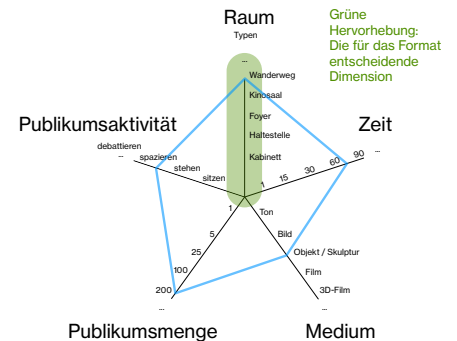 Raum
Typen
...
Wanderweg
Kinosaal
Foyer
Haltestelle
Kabinett
Grüne
Hervorhebung:
Die für das Format
entscheidende
Dimension
Publikumsaktivität
debattieren
...
spazieren
stehen
sitzen
Zeit
1
15
30
60
90
...
1
5
25
100
200
...
Ton
Bild
Objekt / Skulptur
Film
3D-Film
...
Publikumsmenge
Medium